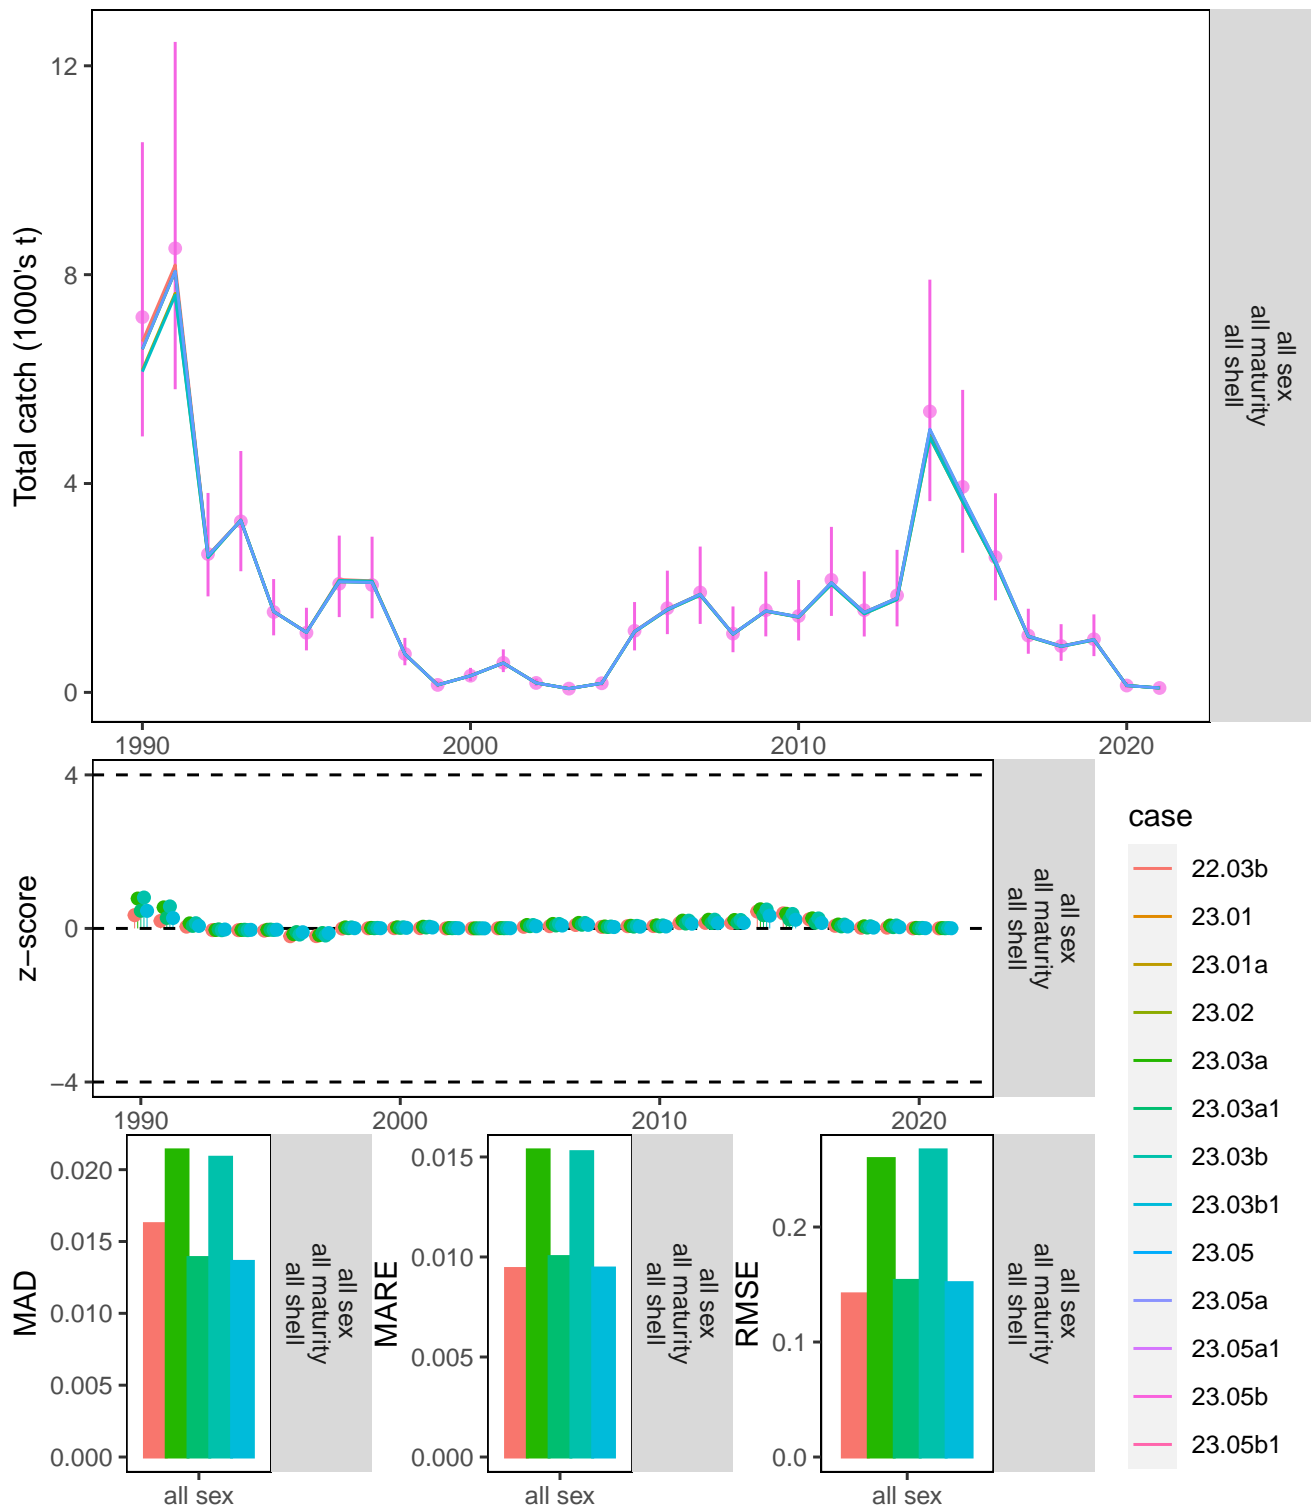 12
8
4
0
Total catch (1000's t)
all sex
all maturity
all shell
1990
2000
2010
2020
4
0
−4
z−score
all sex
all maturity
all shell
1990
2000
2010
2020
case
22.03b
23.01
23.01a
23.02
23.03a
23.03a1
23.03b
23.03b1
23.05
23.05a
23.05a1
23.05b
23.05b1
0.020
0.015
0.010
0.005
0.000
MAD
all sex
all maturity
all shell
all sex
0.015
0.010
0.005
0.000
MARE
all sex
all maturity
all shell
all sex
0.2
0.1
0.0
RMSE
all sex
all maturity
all shell
all sex